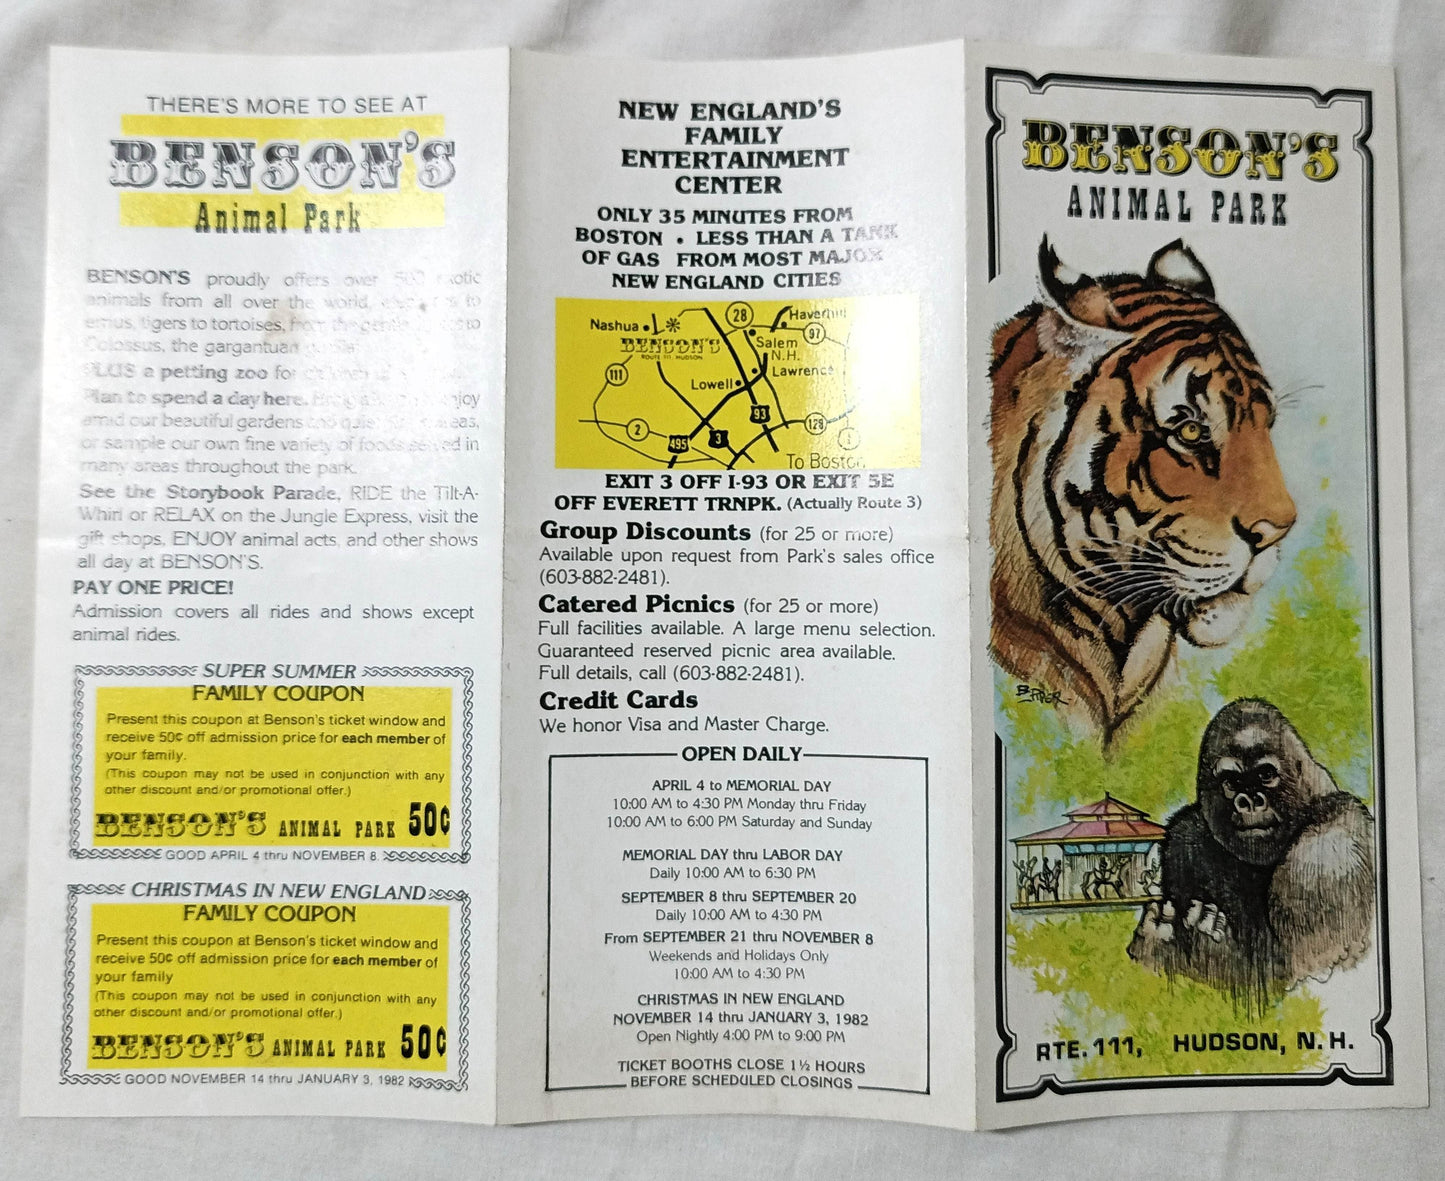 THERE'S MORE TO SEE AT
BENSON'S
Animal Park
BENSON'S proudly offers over 500 exotic
animals from all over the world, to
emus, tigers to tortoises, from the gentle to
Colossus, the gargantuan gorilla
PLUS a petting zoo for
Plan to spend a day here. enjoy
amid our beautiful gardens and quiet areas,
or sample our own fine variety of foods served in
many areas throughout the park.
See the Storybook Parade, RIDE the Tilt-A-
Whirl or RELAX on the Jungle Express, visit the
gift shops, ENJOY animal acts, and other shows
all day at BENSON'S.
PAY ONE PRICE!
Admission covers all rides and shows except
animal rides.
SUPER SUMMER
FAMILY COUPON
Present this coupon at Benson's ticket window and
receive 50¢ off admission price for each member of
your family.
(This coupon may not be used in conjunction with any
other discount and/or promotional offer.)
BENSON'S ANIMAL PARK 50¢
GOOD APRIL 4 thru NOVEMBER 8.
CHRISTMAS IN NEW ENGLAND
FAMILY COUPON
Present this coupon at Benson's ticket window and
receive 50¢ off admission price for each member of
your family
(This coupon may not be used in conjunction with any
other discount and/or promotional offer.)
BENSON'S ANIMAL PARK 50¢
GOOD NOVEMBER 14 thru JANUARY 3, 1982
NEW ENGLAND'S
FAMILY
ENTERTAINMENT
CENTER
ONLY 35 MINUTES FROM
BOSTON • LESS THAN A TANK
OF GAS FROM MOST MAJOR
NEW ENGLAND CITIES
Nashua
28
Haverhill
97
BENSON'S
ROUTE 111 HUDSON
Salem
N.H.
111
Lowell
Lawrence
93
2
495
3
128
To Boston
EXIT 3 OFF I-93 OR EXIT 5E
OFF EVERETT TRNPK. (Actually Route 3)
Group Discounts (for 25 or more)
Available upon request from Park's sales office
(603-882-2481).
Catered Picnics (for 25 or more)
Full facilities available. A large menu selection.
Guaranteed reserved picnic area available.
Full details, call (603-882-2481).
Credit Cards
We honor Visa and Master Charge.
OPEN DAILY
APRIL 4 to MEMORIAL DAY
10:00 AM to 4:30 PM Monday thru Friday
10:00 AM to 6:00 PM Saturday and Sunday
MEMORIAL DAY thru LABOR DAY
Daily 10:00 AM to 6:30 PM
SEPTEMBER 8 thru SEPTEMBER 20
Daily 10:00 AM to 4:30 PM
From SEPTEMBER 21 thru NOVEMBER 8
Weekends and Holidays Only
10:00 AM to 4:30 PM
CHRISTMAS IN NEW ENGLAND
NOVEMBER 14 thru JANUARY 3, 1982
Open Nightly 4:00 PM to 9:00 PM
TICKET BOOTHS CLOSE 1½ HOURS
BEFORE SCHEDULED CLOSINGS
BENSON'S
ANIMAL PARK
B. PIPER
RTE. 111, HUDSON, N.H.